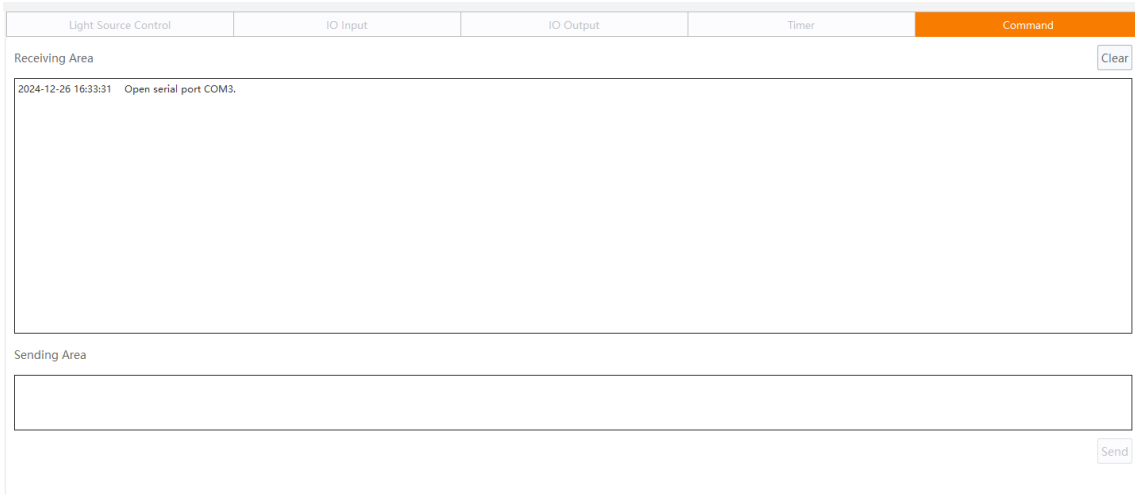 Light Source Control IO Input IO Output Timer Command
Receiving Area Clear
2024-12-26 16:33:31 Open serial port COM3.
Sending Area
Send